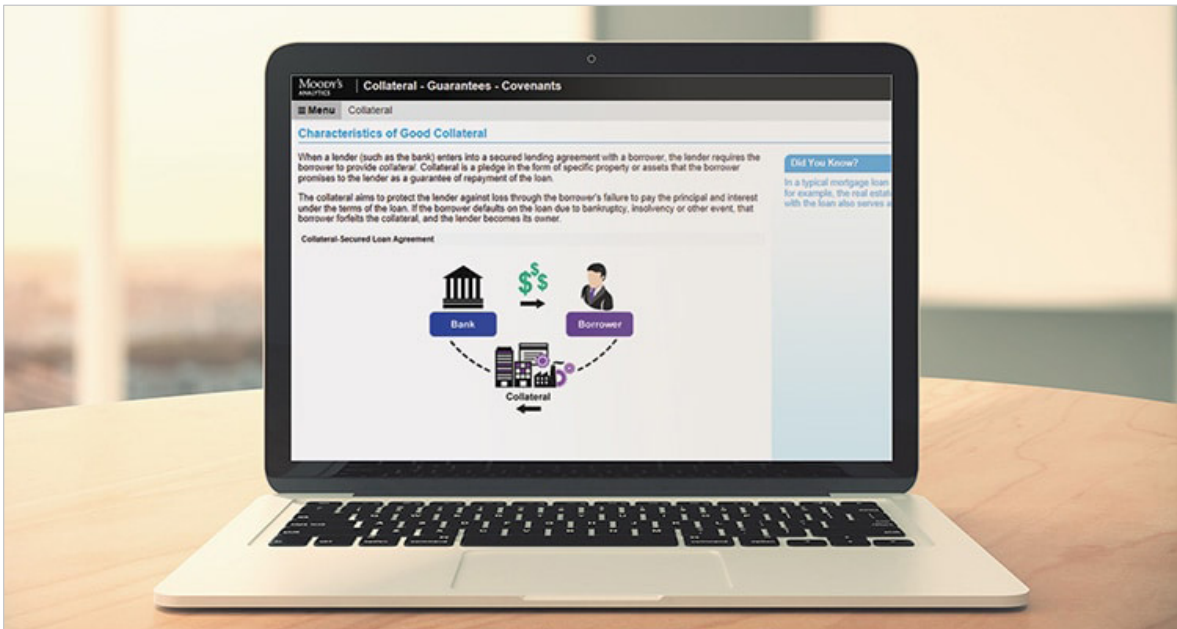 MOODY'S
ANALYTICS
Collateral - Guarantees - Covenants
≡ Menu Collateral
Characteristics of Good Collateral
When a lender (such as the bank) enters into a secured lending agreement with a borrower, the lender requires the
borrower to provide collateral. Collateral is a pledge in the form of specific property or assets that the borrower
promises to the lender as a guarantee of repayment of the loan.
The collateral aims to protect the lender against loss through the borrower's failure to pay the principal and interest
under the terms of the loan. If the borrower defaults on the loan due to bankruptcy, insolvency or other event, that
borrower forfeits the collateral, and the lender becomes its owner.
Collateral-Secured Loan Agreement
Did You Know?
In a typical mortgage loan
for example, the real estate
with the loan also serves a
$ $ $
Bank
Borrower
Collateral